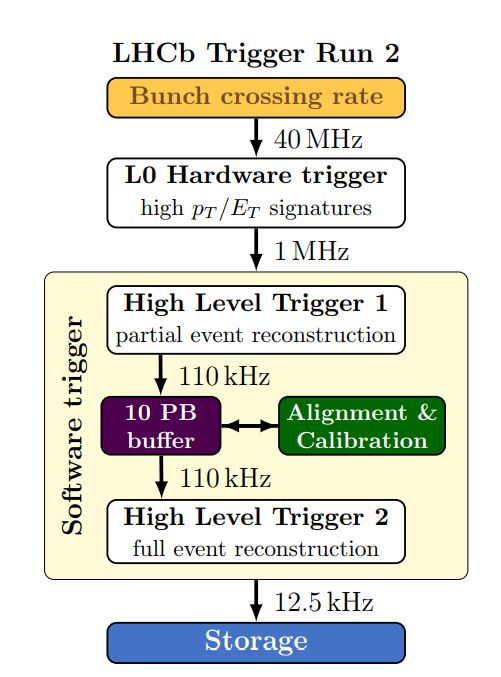 LHCb Trigger Run 2
Bunch crossing rate
40 MHz
L0 Hardware trigger
high p_T/E_T signatures
1 MHz
Software trigger
High Level Trigger 1
partial event reconstruction
110 kHz
10 PB
buffer
Alignment &
Calibration
110 kHz
High Level Trigger 2
full event reconstruction
12.5 kHz
Storage